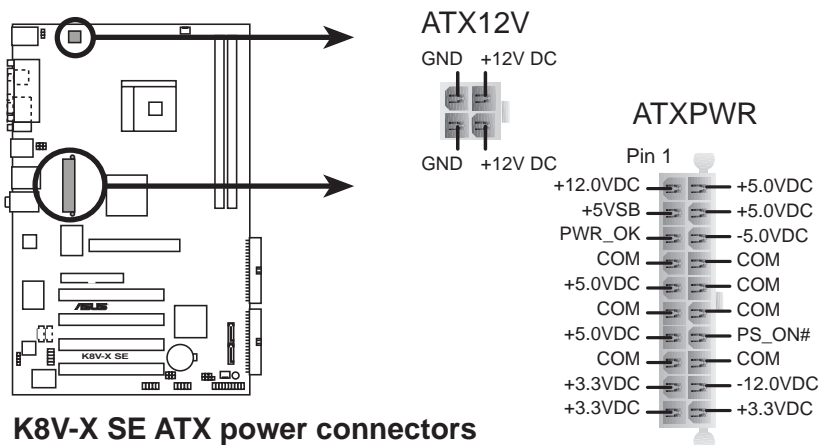 ATX12V
GND +12V DC
GND +12V DC
ATXPWR
Pin 1
+12.0VDC +5.0VDC
+5VSB +5.0VDC
PWR_OK -5.0VDC
COM COM
+5.0VDC COM
COM COM
+5.0VDC PS_ON#
COM COM
+3.3VDC -12.0VDC
+3.3VDC +3.3VDC
ASUS
K8V-X SE
K8V-X SE ATX power connectors